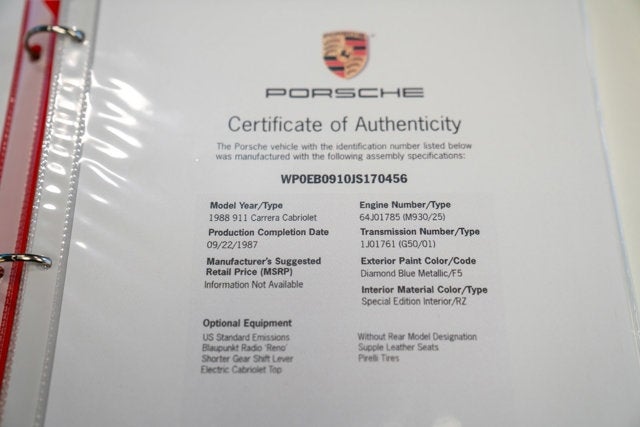 PORSCHE
Certificate of Authenticity
The Porsche vehicle with the identification number listed below
was manufactured with the following assembly specifications:
WP0EB0910JS170456
Model Year/Type
1988 911 Carrera Cabriolet
Production Completion Date
09/22/1987
Manufacturer's Suggested
Retail Price (MSRP)
Information Not Available
Engine Number/Type
64J01785 (M930/25)
Transmission Number/Type
1J01761 (G50/01)
Exterior Paint Color/Code
Diamond Blue Metallic/F5
Interior Material Color/Type
Special Edition Interior/RZ
Optional Equipment
US Standard Emissions
Blaupunkt Radio 'Reno'
Shorter Gear Shift Lever
Electric Cabriolet Top
Without Rear Model Designation
Supple Leather Seats
Pirelli Tires